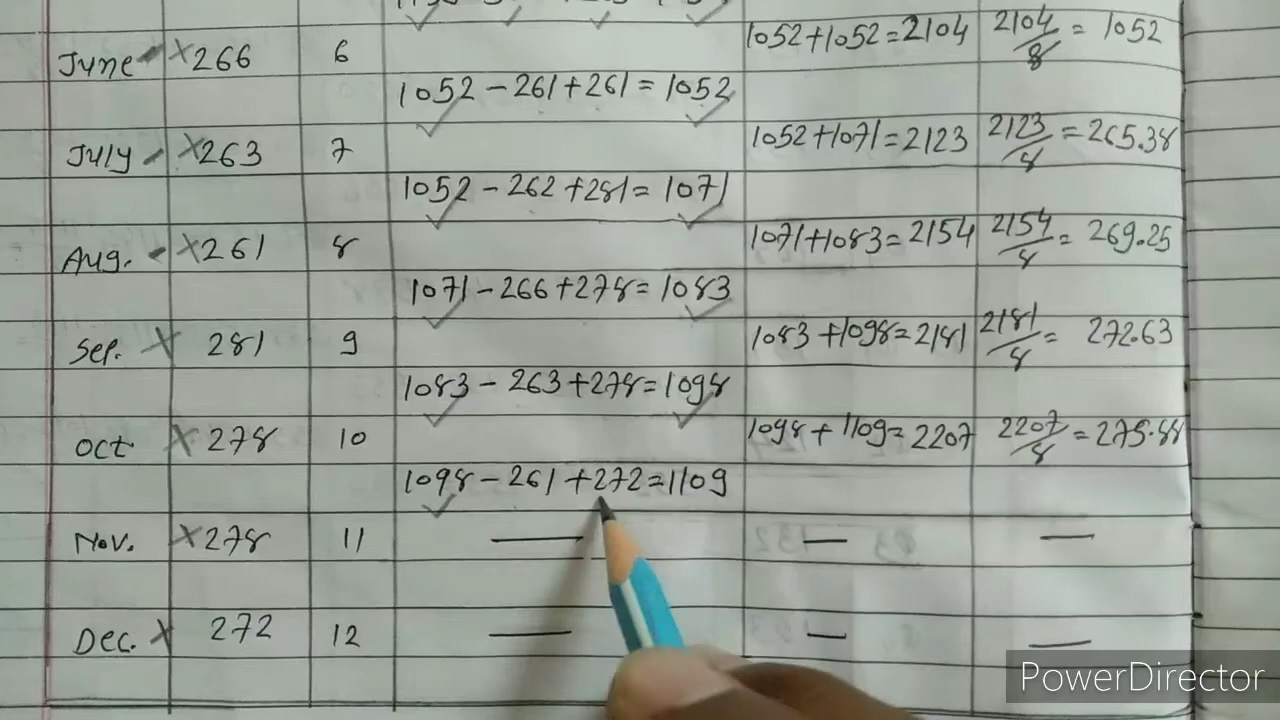 June ×266 6 1052+1052=2104 2104/8 = 1052
1052 - 261 + 261 = 1052
July ×263 7 1052+1071=2123 2123/8 = 265.38
1052 - 262 + 281 = 1071
Aug. ×261 8 1071+1083=2154 2154/8 = 269.25
1071 - 266 + 278 = 1083
Sep. × 281 9 1083+1098=2181 2181/8 = 272.63
1083 - 263 + 278 = 1098
Oct × 278 10 1098+1109=2207 2207/8 = 275.88
1098 - 261 + 272 = 1109
Nov. ×278 11 — — —
Dec. × 272 12 — — —
PowerDirector